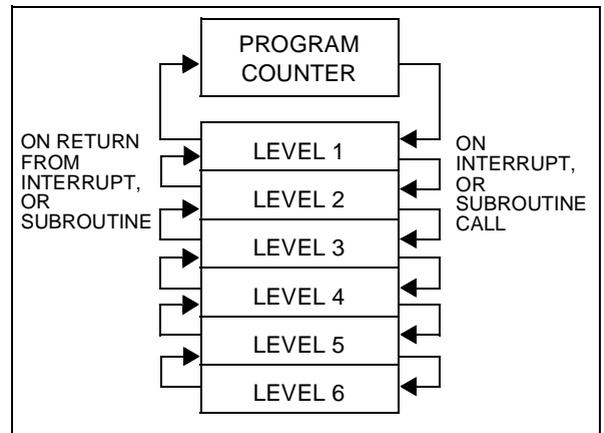 PROGRAM
COUNTER
ON RETURN
FROM
INTERRUPT,
OR
SUBROUTINE
LEVEL 1
LEVEL 2
LEVEL 3
LEVEL 4
LEVEL 5
LEVEL 6
ON
INTERRUPT,
OR
SUBROUTINE
CALL